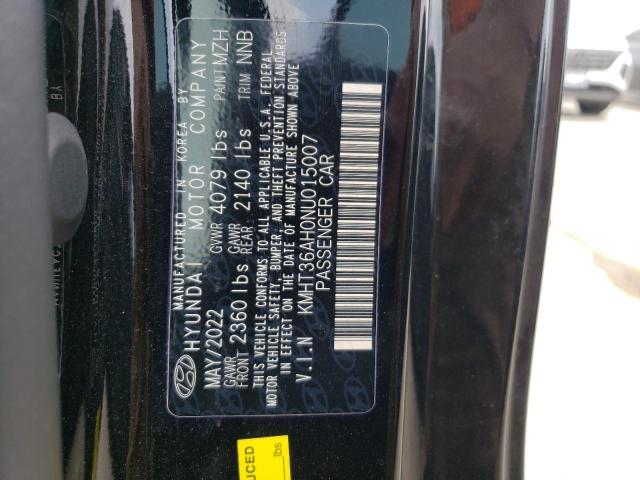 MANUFACTURED IN KOREA BY
HYUNDAI MOTOR COMPANY
MAY/2022 GVWR 4079 lbs PAINT MZH
GAWR FRONT 2360 lbs GAWR REAR 2140 lbs TRIM NNB
THIS VEHICLE CONFORMS TO ALL APPLICABLE U.S.A. FEDERAL
MOTOR VEHICLE SAFETY, BUMPER, AND THEFT PREVENTION STANDARDS
IN EFFECT ON THE DATE OF MANUFACTURE SHOWN ABOVE
V.I.N KMHT36AH0NU015007
PASSENGER CAR
UCED
lbs